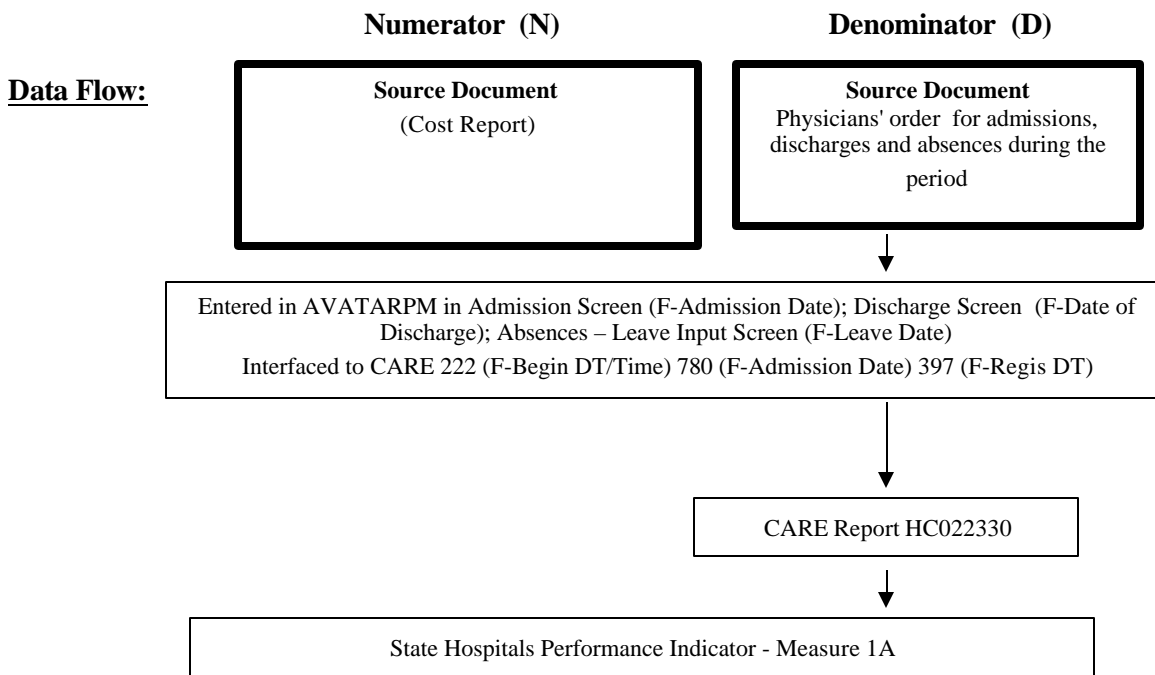 Numerator (N)
Denominator (D)
Data Flow:
Source Document
(Cost Report)
Source Document
Physicians' order for admissions,
discharges and absences during the
period
Entered in AVATARPM in Admission Screen (F-Admission Date); Discharge Screen (F-Date of
Discharge); Absences – Leave Input Screen (F-Leave Date)
Interfaced to CARE 222 (F-Begin DT/Time) 780 (F-Admission Date) 397 (F-Regis DT)
CARE Report HC022330
State Hospitals Performance Indicator - Measure 1A